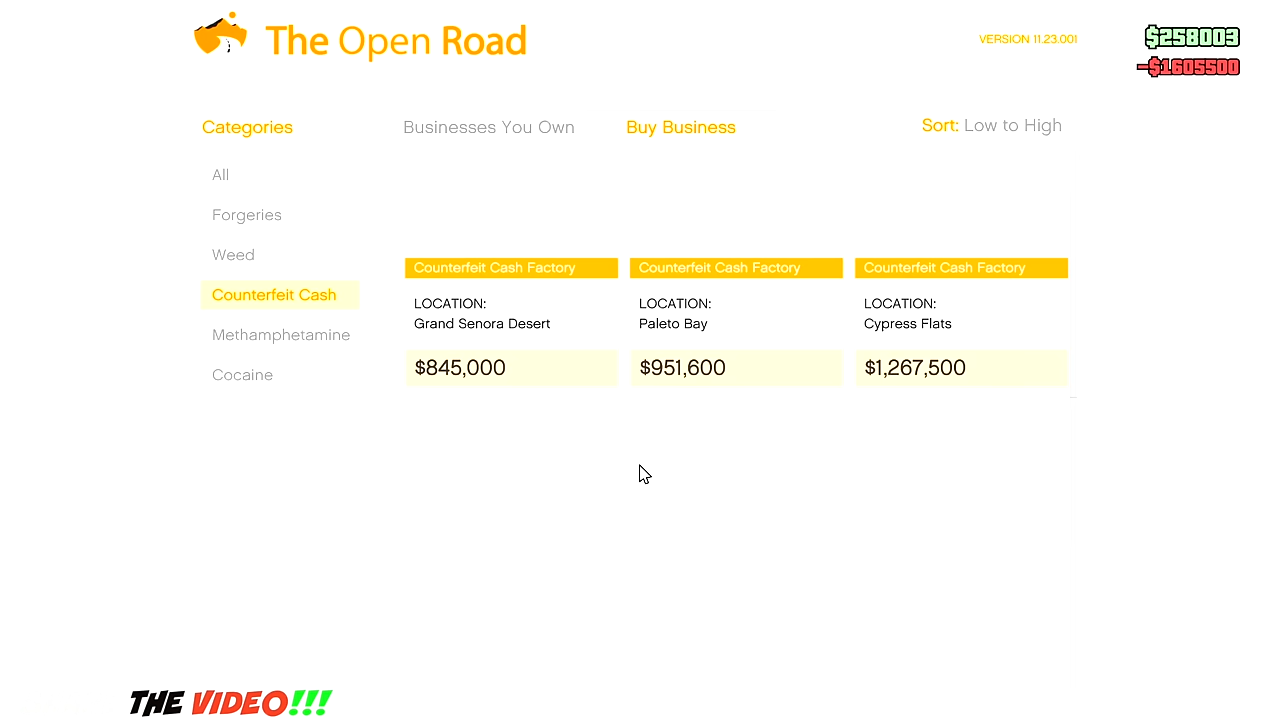 The Open Road
VERSION 11.23.001
$258003
-$1605500
Categories
Businesses You Own
Buy Business
Sort: Low to High
All
Forgeries
Weed
Counterfeit Cash
Methamphetamine
Cocaine
Counterfeit Cash Factory
LOCATION:
Grand Senora Desert
$845,000
Counterfeit Cash Factory
LOCATION:
Paleto Bay
$951,600
Counterfeit Cash Factory
LOCATION:
Cypress Flats
$1,267,500
THE VIDEO!!!